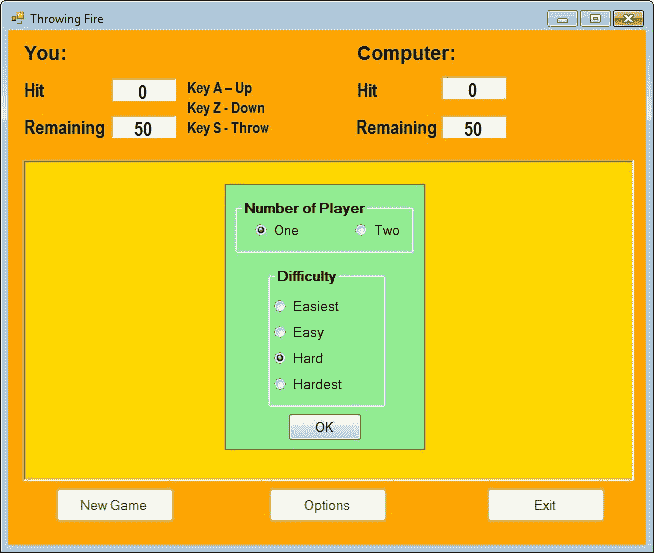 Throwing Fire
You:
Computer:
Hit 0
Key A – Up
Hit 0
Key Z - Down
Remaining 50
Key S - Throw
Remaining 50
Number of Player
One Two
Difficulty
Easiest
Easy
Hard
Hardest
OK
New Game Options Exit